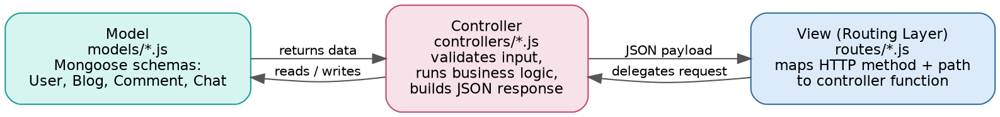 Model
models/*.js
Mongoose schemas:
User, Blog, Comment, Chat
returns data
reads / writes
Controller
controllers/*.js
validates input,
runs business logic,
builds JSON response
JSON payload
delegates request
View (Routing Layer)
routes/*.js
maps HTTP method + path
to controller function